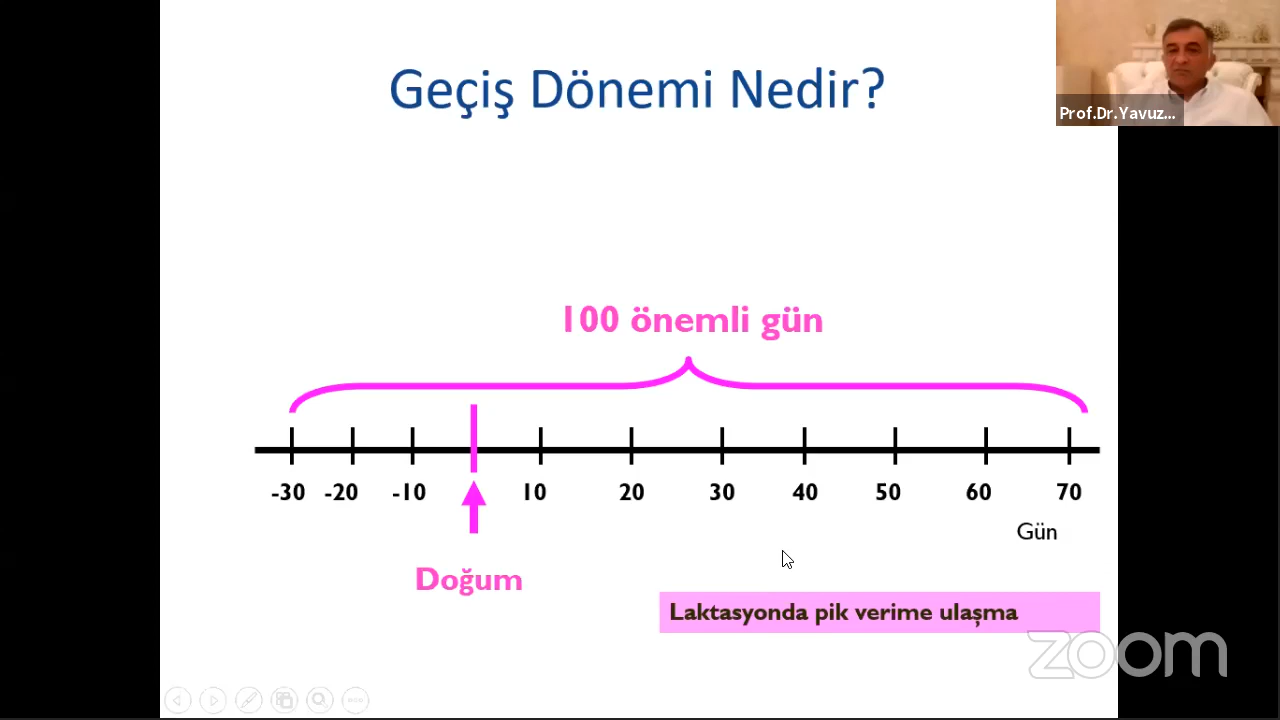 Geçiş Dönemi Nedir?
Prof.Dr.Yavuz...
100 önemli gün
-30 -20 -10 10 20 30 40 50 60 70
Gün
Doğum
Laktasyonda pik verime ulaşma
zoom